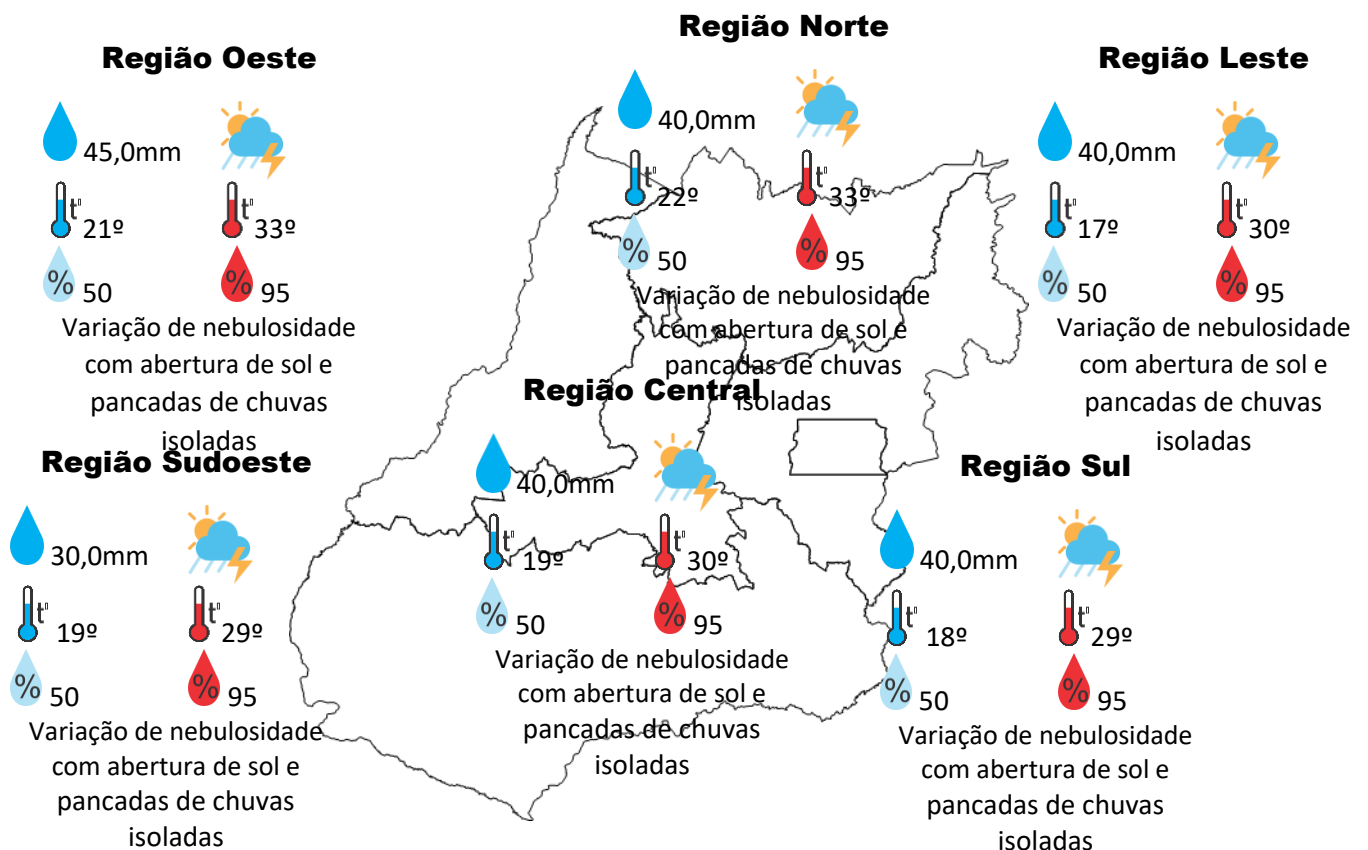 Região Oeste
45,0mm
t°
21º
t°
33º
% 50
% 95
Variação de nebulosidade
com abertura de sol e
pancadas de chuvas
isoladas
Região Norte
40,0mm
t°
22º
t°
33º
% 50
% 95
Variação de nebulosidade
com abertura de sol e
pancadas de chuvas
isoladas
Região Leste
40,0mm
t°
17º
t°
30º
% 50
% 95
Variação de nebulosidade
com abertura de sol e
pancadas de chuvas
isoladas
Região Sudoeste
30,0mm
t°
19º
t°
29º
% 50
% 95
Variação de nebulosidade
com abertura de sol e
pancadas de chuvas
isoladas
Região Central
40,0mm
t°
19º
t°
30º
% 50
% 95
Variação de nebulosidade
com abertura de sol e
pancadas de chuvas
isoladas
Região Sul
40,0mm
t°
18º
t°
29º
% 50
% 95
Variação de nebulosidade
com abertura de sol e
pancadas de chuvas
isoladas